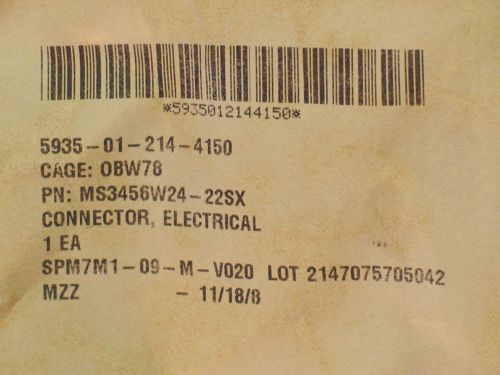 *5935012144150*
5935-01-214-4150
CAGE: OBW78
PN: MS3456W24-22SX
CONNECTOR, ELECTRICAL
1 EA
SPM7M1-09-M-V020 LOT 2147075705042
MZZ - 11/18/8